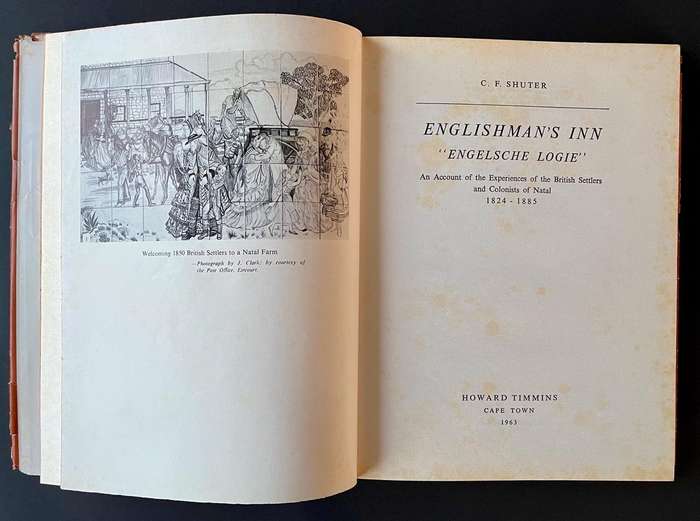 Welcoming 1850 British Settlers to a Natal Farm
—Photograph by J. Clark; by courtesy of
the Post Office, Estcourt.
C. F. SHUTER
ENGLISHMAN'S INN
"ENGELSCHE LOGIE"
An Account of the Experiences of the British Settlers
and Colonists of Natal
1824 - 1885
HOWARD TIMMINS
CAPE TOWN
1963